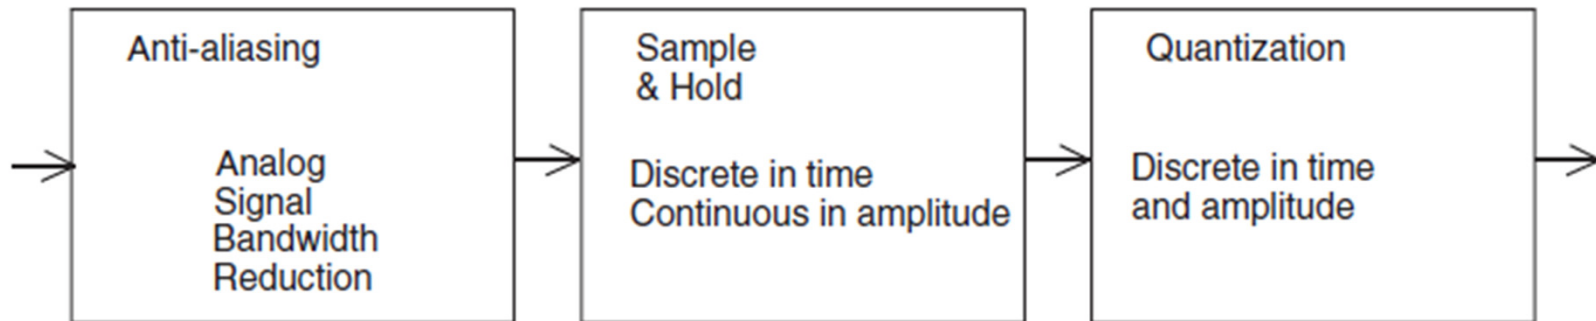 Anti-aliasing
Analog
Signal
Bandwidth
Reduction
Sample
& Hold
Discrete in time
Continuous in amplitude
Quantization
Discrete in time
and amplitude